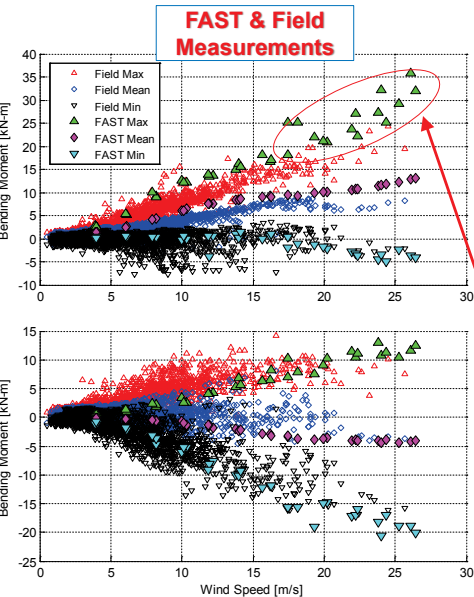 FAST & Field
Measurements
Bending Moment [kN-m]
40
35
30
25
20
15
10
5
0
-5
-10
Field Max
Field Mean
Field Min
FAST Max
FAST Mean
FAST Min
0 5 10 15 20 25 30
Bending Moment [kN-m]
15
10
5
0
-5
-10
-15
-20
-25
0 5 10 15 20 25 30
Wind Speed [m/s]